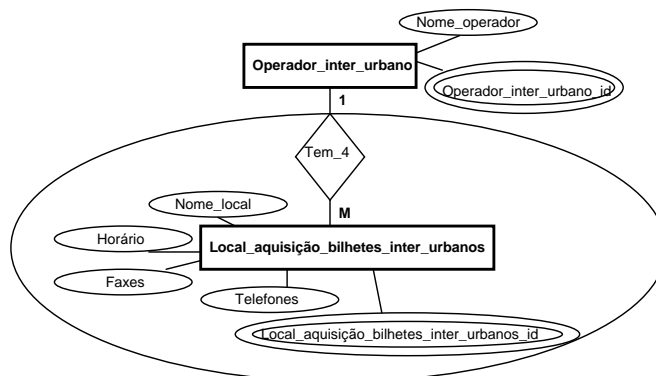 Nome_operador
Operador_inter_urbano
Operador_inter_urbano_id
1
Tem_4
M
Nome_local
Horário
Local_aquisição_bilhetes_inter_urbanos
Faxes
Telefones
Local_aquisição_bilhetes_inter_urbanos_id